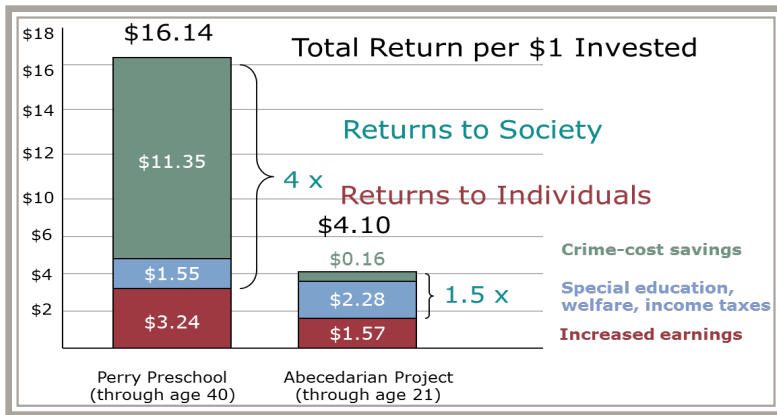 $18
$16.14
Total Return per $1 Invested
$16
$14
Returns to Society
$12
$11.35
4 x
$10
Returns to Individuals
$6
$4.10
$0.16
Crime-cost savings
$4
$1.55
$2.28
1.5 x
Special education,
welfare, income taxes
$2
$3.24
$1.57
Increased earnings
Perry Preschool
(through age 40)
Abecedarian Project
(through age 21)